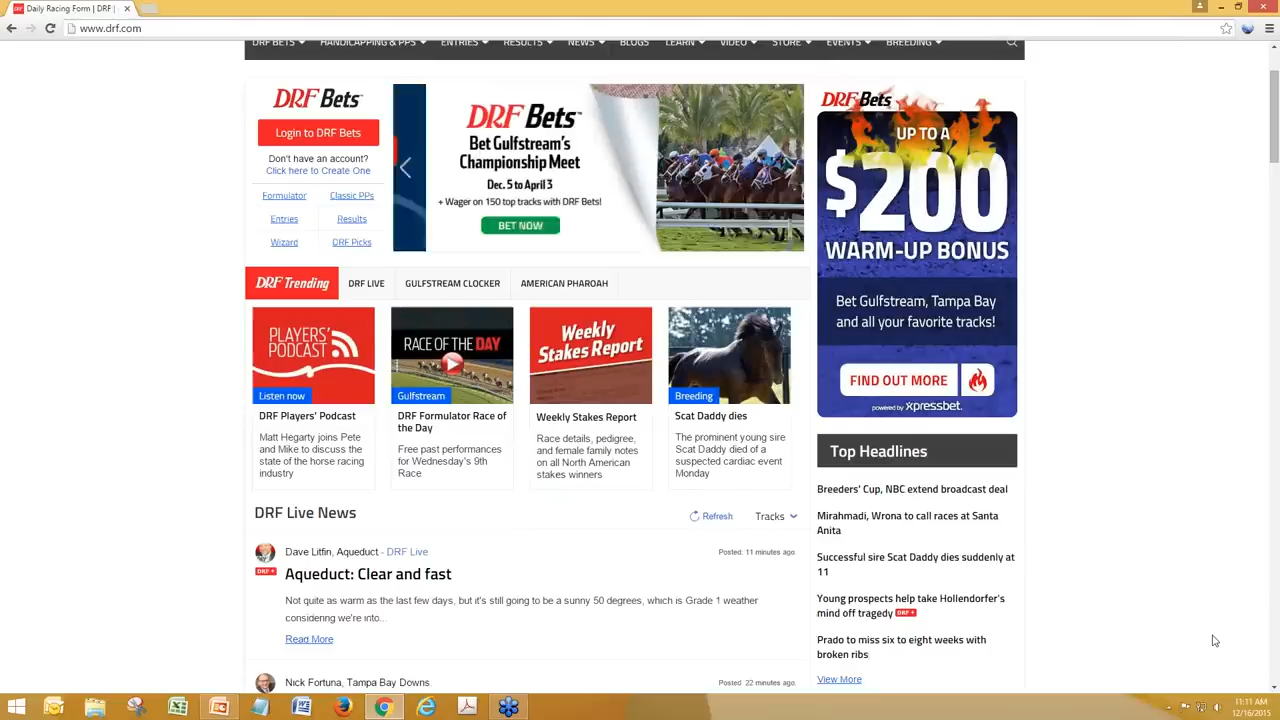 Daily Racing Form | DRF |
www.drf.com
DRF BETS
HANDICAPPING & PPS
ENTRIES
RESULTS
NEWS
BLOGS
LEARN
VIDEO
STORE
EVENTS
BREEDING
DRF Bets™
Login to DRF Bets
Don't have an account?
Click here to Create One
Formulator
Classic PPs
Entries
Results
Wizard
DRF Picks
DRF Bets™
Bet Gulfstream's
Championship Meet
Dec. 5 to April 3
+ Wager on 150 top tracks with DRF Bets!
BET NOW
DRF Bets
UP TO A
$200
WARM-UP BONUS
Bet Gulfstream, Tampa Bay
and all your favorite tracks!
FIND OUT MORE
powered by xpressbet.
DRF Trending
DRF LIVE
GULFSTREAM CLOCKER
AMERICAN PHAROAH
PLAYERS'
PODCAST
Listen now
DRF Players' Podcast
Matt Hegarty joins Pete
and Mike to discuss the
state of the horse racing
industry
RACE OF THE DAY
Gulfstream
DRF Formulator Race of
the Day
Free past performances
for Wednesday's 9th
Race
Weekly
Stakes Report
Weekly Stakes Report
Race details, pedigree,
and female family notes
on all North American
stakes winners
Breeding
Scat Daddy dies
The prominent young sire
Scat Daddy died of a
suspected cardiac event
Monday
Top Headlines
Breeders' Cup, NBC extend broadcast deal
Mirahmadi, Wrona to call races at Santa
Anita
Successful sire Scat Daddy dies suddenly at
11
Young prospects help take Hollendorfer's
mind off tragedy DRF +
Prado to miss six to eight weeks with
broken ribs
View More
DRF Live News
Refresh
Tracks
Dave Litfin, Aqueduct - DRF Live
Posted: 11 minutes ago.
DRF +
Aqueduct: Clear and fast
Not quite as warm as the last few days, but it's still going to be a sunny 50 degrees, which is Grade 1 weather
considering we're into...
Read More
Nick Fortuna, Tampa Bay Downs
Posted: 22 minutes ago.
11:11 AM
12/16/2015